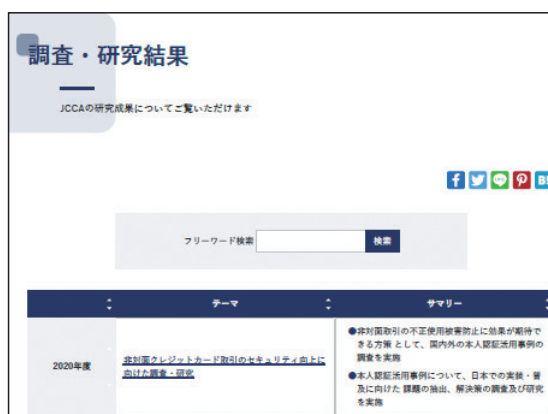 調査・研究結果
JCCAの研究成果についてご覧いただけます
フリーワード検索 検索
テーマ サマリー
2020年度
非対面クレジットカード取引のセキュリティ向上に
向けた調査・研究
●非対面取引の不正使用被害防止に効果が期待で
きる方策 として、国内外の本人認証活用事例の
調査を実施
●本人認証活用事例について、日本での実装・普
及に向けた 課題の抽出、解決策の調査及び研究
を実施